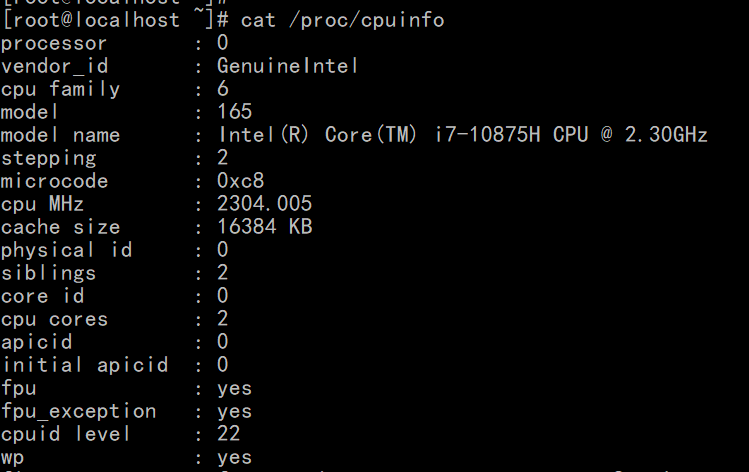 [root@localhost ~]#
[root@localhost ~]# cat /proc/cpuinfo
processor : 0
vendor_id : GenuineIntel
cpu family : 6
model : 165
model name : Intel(R) Core(TM) i7-10875H CPU @ 2.30GHz
stepping : 2
microcode : 0xc8
cpu MHz : 2304.005
cache size : 16384 KB
physical id : 0
siblings : 2
core id : 0
cpu cores : 2
apicid : 0
initial apicid : 0
fpu : yes
fpu_exception : yes
cpuid level : 22
wp : yes